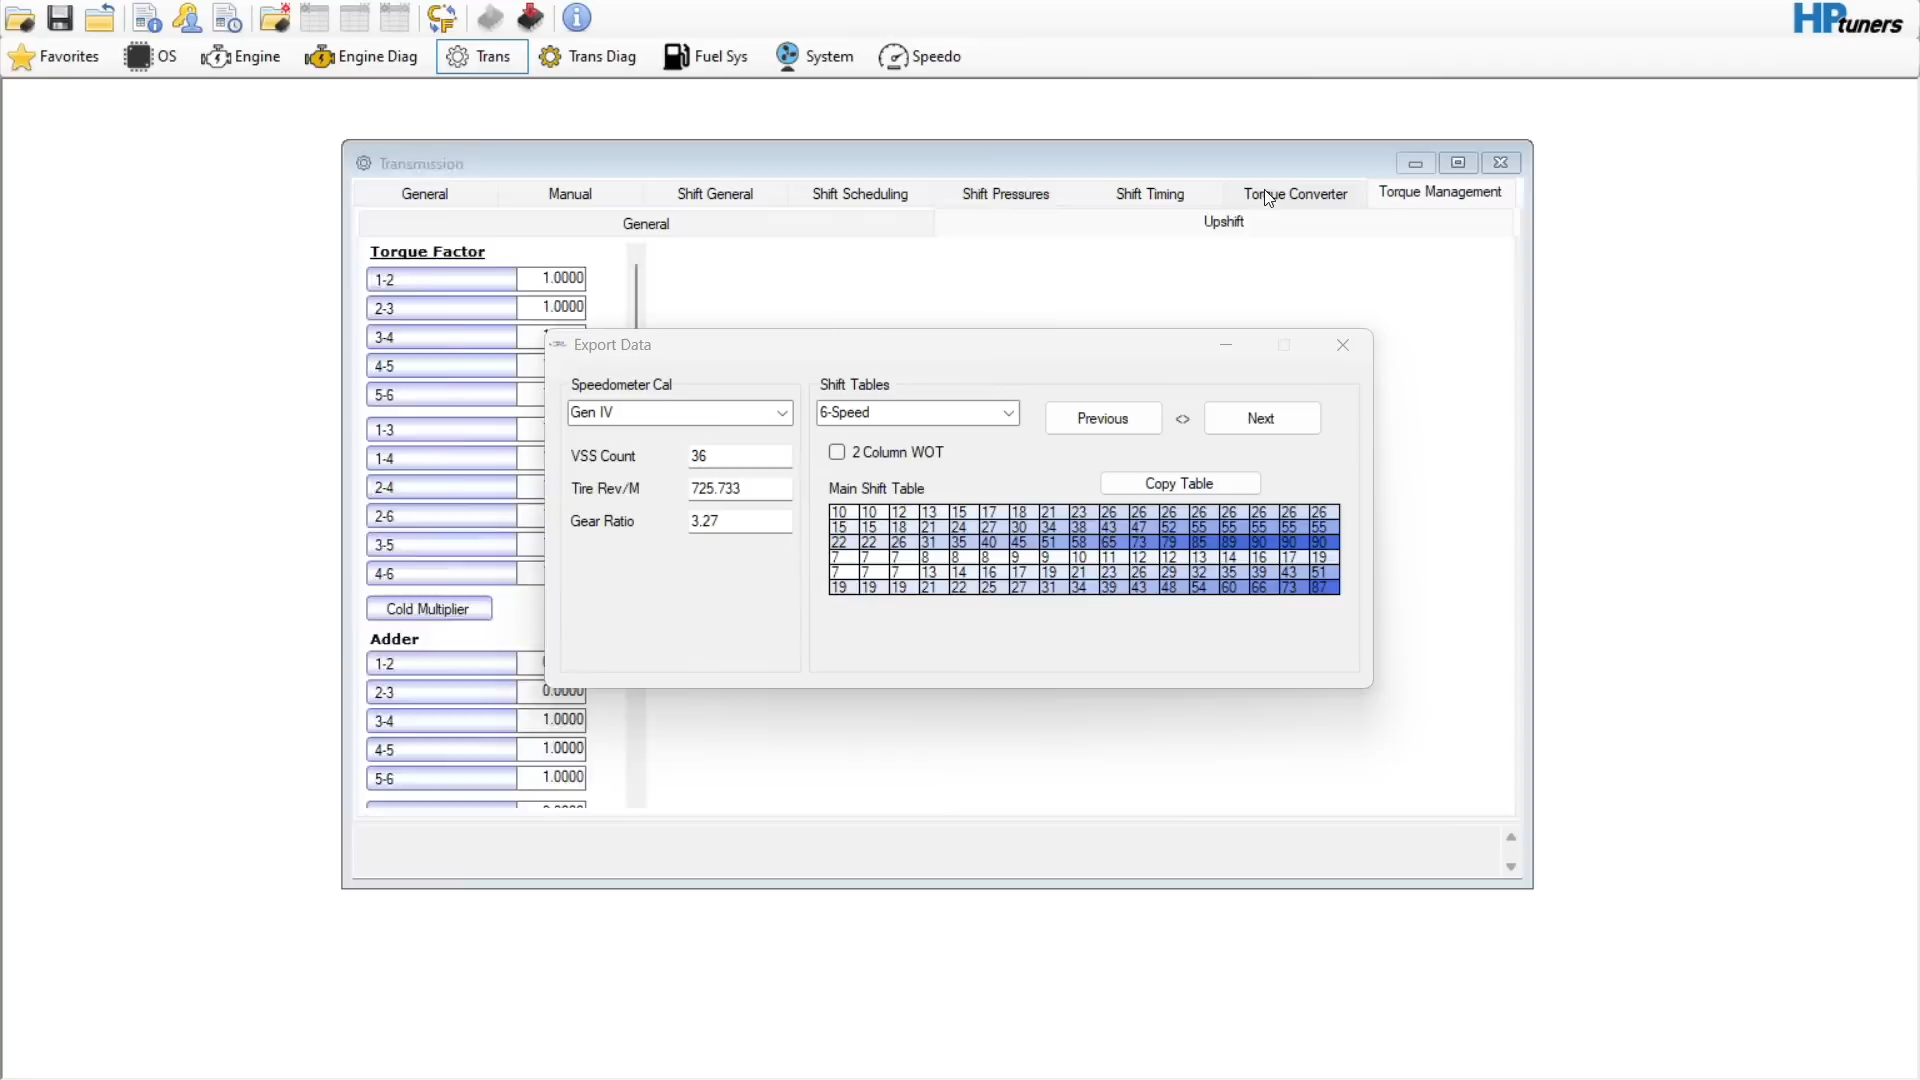 HPtuners
Favorites OS Engine Engine Diag Trans Trans Diag Fuel Sys System Speedo
Transmission
General Manual Shift General Shift Scheduling Shift Pressures Shift Timing Torque Converter Torque Management
General Upshift
Torque Factor
1-2 1.0000
2-3 1.0000
3-4
4-5
5-6
1-3
1-4
2-4
2-6
3-5
4-6
Cold Multiplier
Adder
1-2
2-3 0.0000
3-4 1.0000
4-5 1.0000
5-6 1.0000
Export Data
Speedometer Cal
Gen IV
VSS Count 36
Tire Rev/M 725.733
Gear Ratio 3.27
Shift Tables
6-Speed Previous <> Next
2 Column WOT
Main Shift Table Copy Table
10 10 12 13 15 17 18 21 23 26 26 26 26 26 26 26 26
15 15 18 21 24 27 30 34 38 43 47 52 55 55 55 55 55
22 22 26 31 35 40 45 51 58 65 73 79 85 89 90 90 90
7 7 7 8 8 8 9 9 10 11 12 12 13 14 16 17 19
7 7 7 13 14 16 17 19 21 23 26 29 32 35 39 43 51
19 19 19 21 22 25 27 31 34 39 43 48 54 60 66 73 87